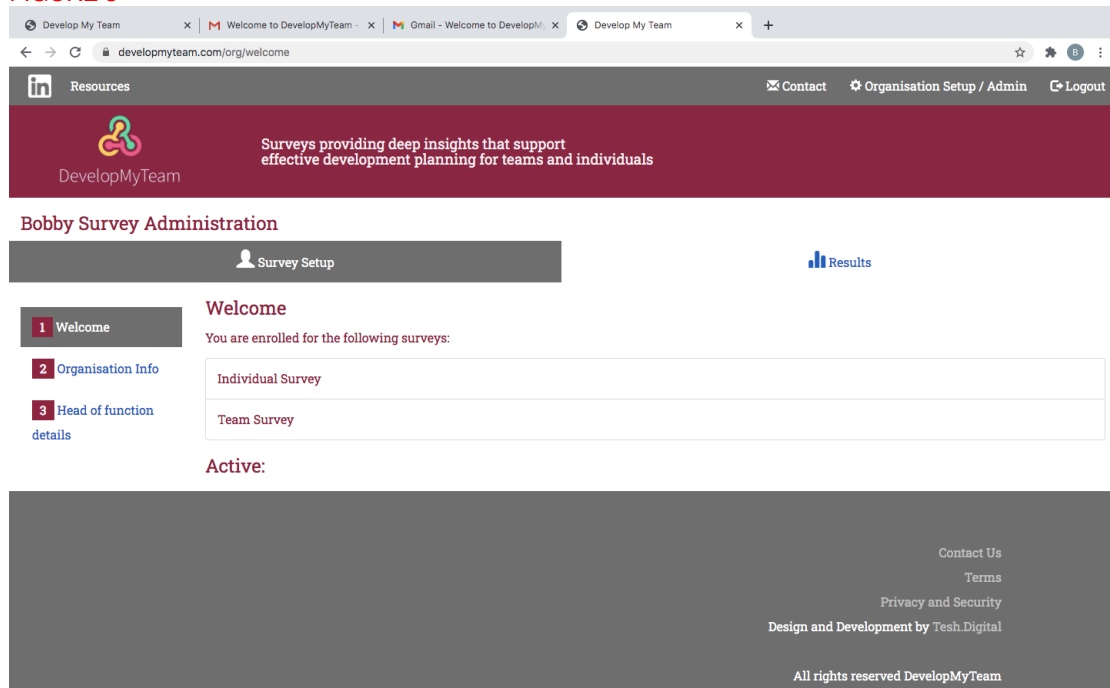 Develop My Team
Welcome to DevelopMyTeam -
Gmail - Welcome to DevelopM
Develop My Team
developmyteam.com/org/welcome
B
in
Resources
Contact
Organisation Setup / Admin
Logout
DevelopMyTeam
Surveys providing deep insights that support
effective development planning for teams and individuals
Bobby Survey Administration
Survey Setup
Results
1 Welcome
2 Organisation Info
3 Head of function
details
Welcome
You are enrolled for the following surveys:
Individual Survey
Team Survey
Active:
Contact Us
Terms
Privacy and Security
Design and Development by Tesh.Digital
All rights reserved DevelopMyTeam